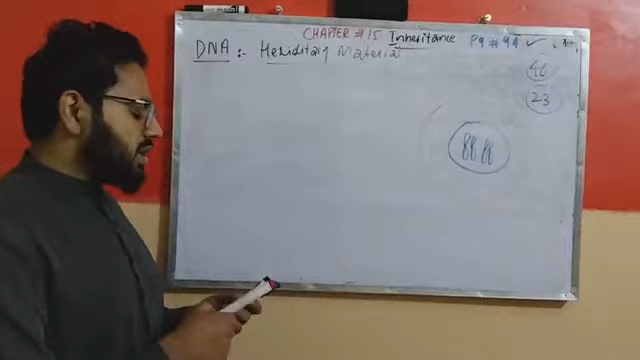 CHAPTER # 15 Inheritance Pg # 94
DNA :- Heriditary Material
46
23